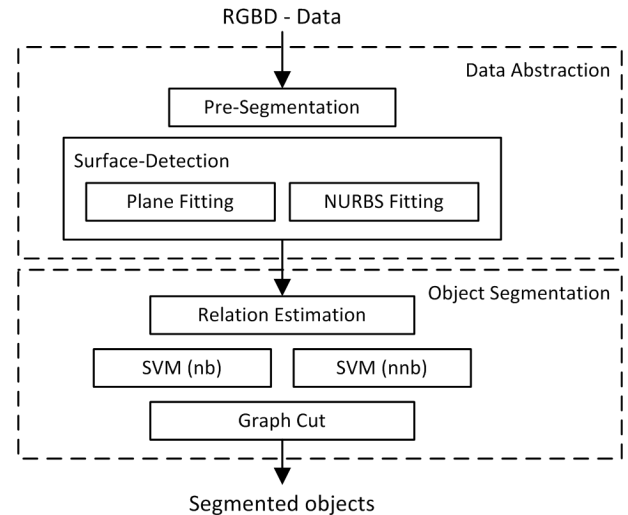 RGBD - Data
Data Abstraction
Pre-Segmentation
Surface-Detection
Plane Fitting
NURBS Fitting
Object Segmentation
Relation Estimation
SVM (nb)
SVM (nnb)
Graph Cut
Segmented objects